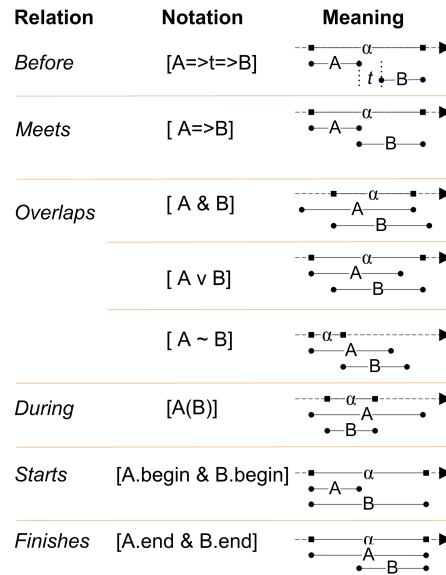 Relation Notation Meaning
Before [A=>t=>B] α A t B
Meets [ A=>B] α A B
Overlaps [ A & B] α A B
[ A v B] α A B
[ A ~ B] α A B
During [A(B)] α A B
Starts [A.begin & B.begin] α A B
Finishes [A.end & B.end] α A B